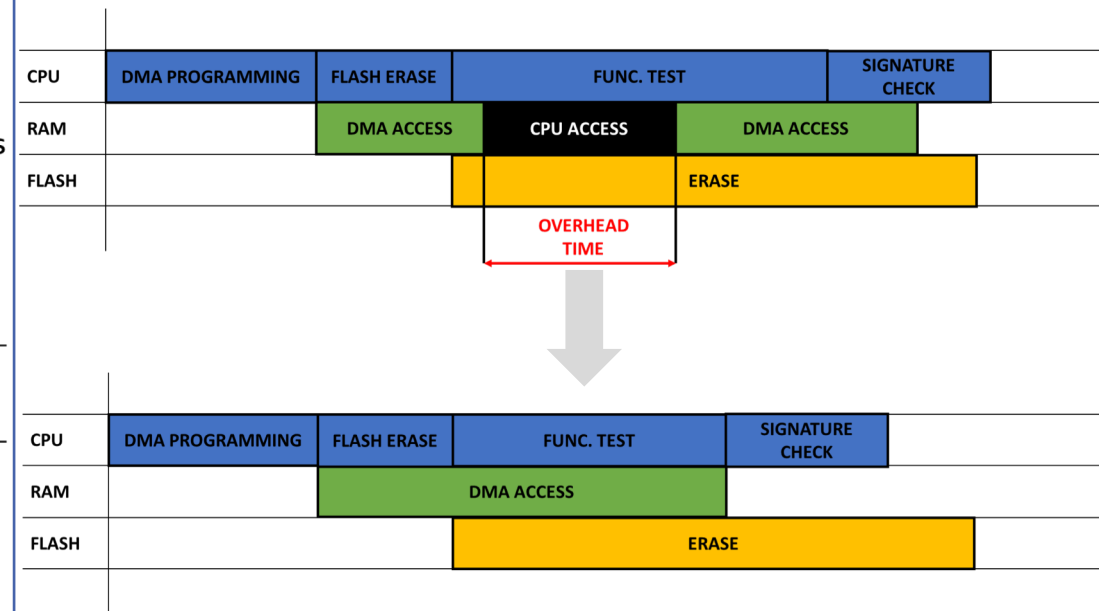 CPU
DMA PROGRAMMING
FLASH ERASE
FUNC. TEST
SIGNATURE
CHECK
S
RAM
DMA ACCESS
CPU ACCESS
DMA ACCESS
FLASH
ERASE
OVERHEAD
TIME
CPU
DMA PROGRAMMING
FLASH ERASE
FUNC. TEST
SIGNATURE
CHECK
RAM
DMA ACCESS
FLASH
ERASE